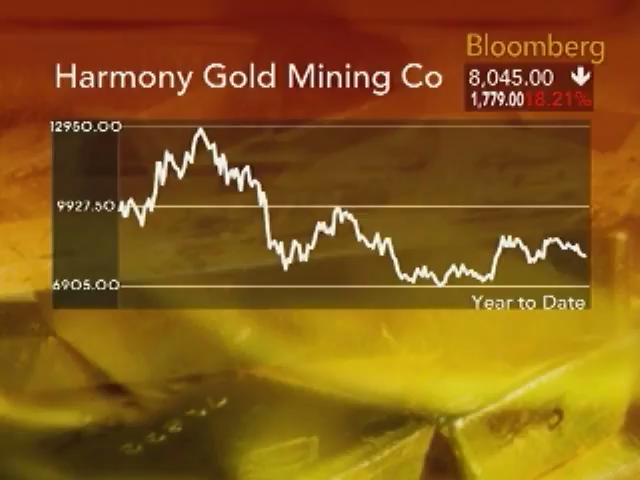 Bloomberg
Harmony Gold Mining Co
8,045.00
1,779.00 18.21%
12950.00
9927.50
6905.00
Year to Date